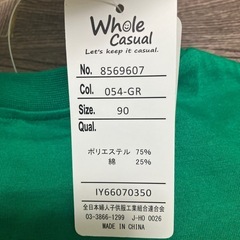 Whole
Casual
Let's keep it casual.
No. 8569607
Col. 054-GR
Size. 90
Qual.
ポリエステル 75%
綿 25%
IY66070350
全日本婦人子供服工業組合連合会
03-3866-1299 J-HO 0026
MADE IN CHINA